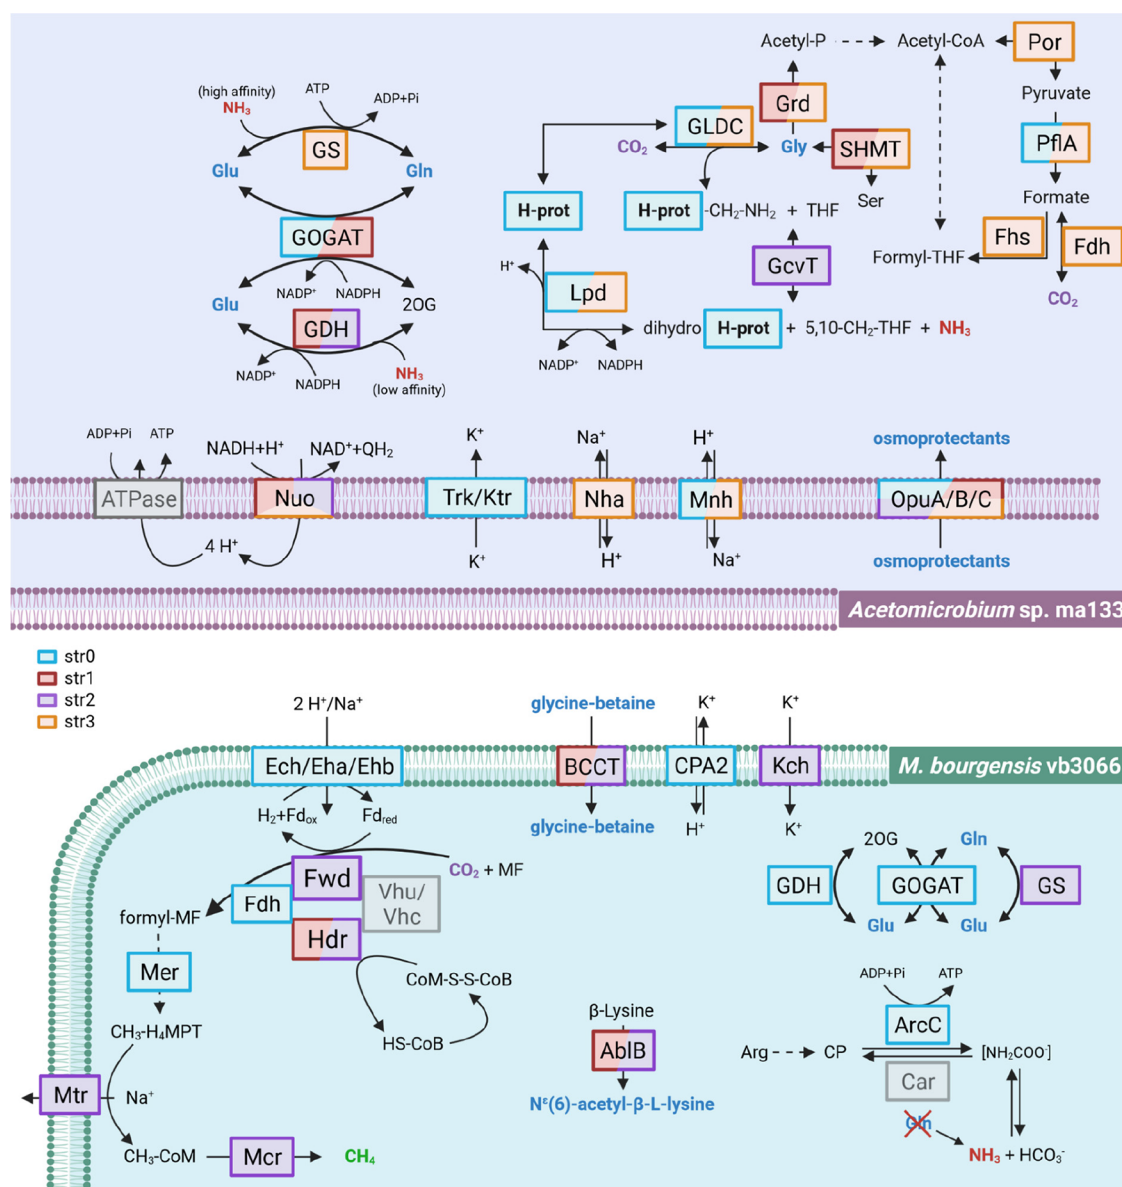 Acetyl-P
Acetyl-CoA
Por
(high affinity)
NH₃
ATP
ADP+Pi
GS
Glu
Gln
GOGAT
NADP⁺
NADPH
Glu
2OG
GDH
NADP⁺
NADPH
NH₃
(low affinity)
Grd
GLDC
CO₂
Gly
SHMT
Ser
Pyruvate
PflA
Formate
H-prot
H-prot -CH₂-NH₂ + THF
Fhs
Fdh
Formyl-THF
CO₂
GcvT
H⁺
Lpd
dihydro H-prot + 5,10-CH₂-THF + NH₃
NADP⁺
NADPH
ADP+Pi
ATP
NADH+H⁺
NAD⁺+QH₂
K⁺
Na⁺
H⁺
osmoprotectants
ATPase
Nuo
Trk/Ktr
Nha
Mnh
OpuA/B/C
4 H⁺
K⁺
H⁺
Na⁺
osmoprotectants
Acetomicrobium sp. ma133
str0
str1
str2
str3
2 H⁺/Na⁺
glycine-betaine
K⁺
K⁺
Ech/Eha/Ehb
BCCT
CPA2
Kch
M. bourgensis vb3066
H₂+Fdox
Fdred
glycine-betaine
H⁺
K⁺
CO₂ + MF
Fwd
Fdh
Vhu/
Vhc
formyl-MF
Hdr
Mer
CoM-S-S-CoB
HS-CoB
CH₃-H₄MPT
Mtr
Na⁺
CH₃-CoM
Mcr
CH₄
2OG
Gln
GDH
GOGAT
GS
Glu
Glu
β-Lysine
AblB
Nᵋ(6)-acetyl-β-L-lysine
ADP+Pi
ATP
ArcC
Arg
CP
[NH₂COO⁻]
Car
Gln
NH₃ + HCO₃⁻